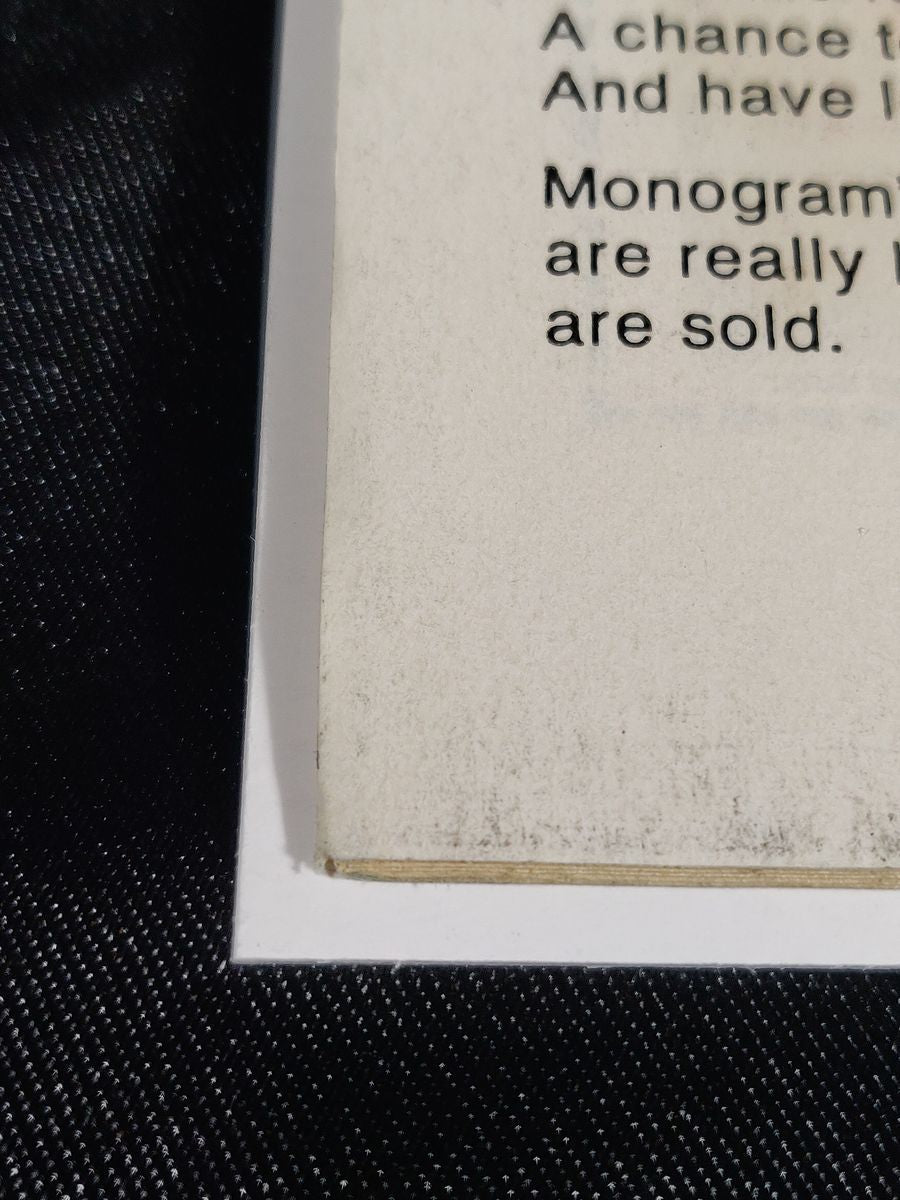 A chance
And have
Monogram'
are really
are sold.